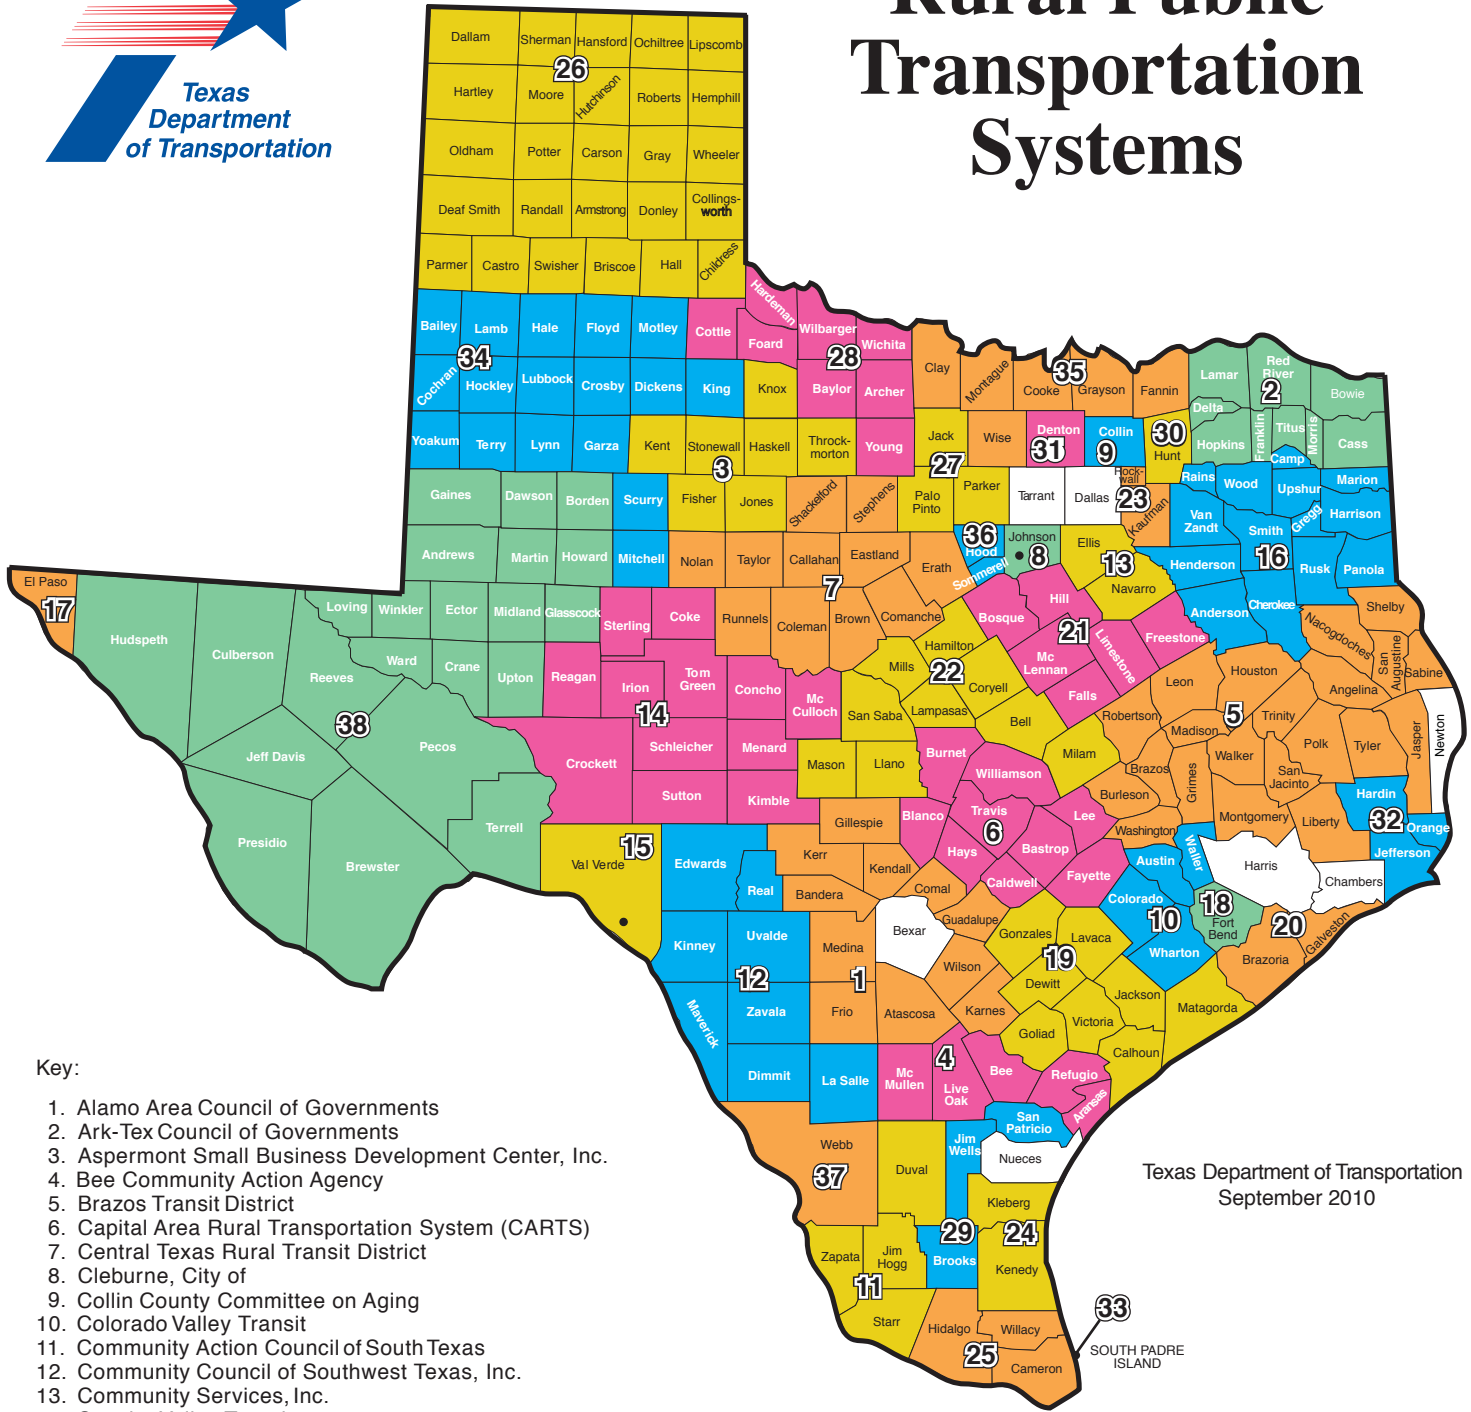 Rural Public
Transportation
Systems
Texas
Department
of Transportation
Dallam
Sherman
Hansford
Ochiltree
Lipscomb
26
Hartley
Moore
Hutchinson
Roberts
Hemphill
Oldham
Potter
Carson
Gray
Wheeler
Deaf Smith
Randall
Armstrong
Donley
Collings-
worth
Parmer
Castro
Swisher
Briscoe
Hall
Childress
Bailey
Lamb
Hale
Floyd
Motley
Cottle
Hardeman
Foard
Wilbarger
Wichita
34
28
Cochran
Hockley
Lubbock
Crosby
Dickens
King
Knox
Baylor
Archer
Clay
Montague
Cooke
35
Grayson
Fannin
Lamar
Red
River
2
Bowie
Delta
Yoakum
Terry
Lynn
Garza
Kent
Stonewall
3
Haskell
Throck-
morton
Young
Jack
27
Wise
Denton
31
Collin
9
30
Hunt
Hopkins
Franklin
Titus
Morris
Cass
Camp
Gaines
Dawson
Borden
Scurry
Fisher
Jones
Shackelford
Stephens
Palo
Pinto
Parker
Tarrant
Dallas
Rock-
wall
23
Kaufman
Rains
Wood
Upshur
Marion
Van
Zandt
Smith
Gregg
Harrison
Andrews
Martin
Howard
Mitchell
Nolan
Taylor
Callahan
7
Eastland
Erath
36
Hood
Sommerell
Johnson
8
Ellis
13
Navarro
Henderson
16
Rusk
Panola
El Paso
17
Hudspeth
Culberson
Loving
Winkler
Ector
Midland
Glasscock
Sterling
Coke
Runnels
Coleman
Brown
Comanche
Bosque
Hill
21
Limestone
Freestone
Anderson
Cherokee
Nacogdoches
Shelby
San
Augustine
Sabine
Reeves
Ward
Crane
Upton
Reagan
Irion
14
Tom
Green
Concho
Mc
Culloch
Mills
Hamilton
22
Coryell
Mc
Lennan
Falls
Leon
Houston
Angelina
38
Jeff Davis
Pecos
Crockett
Schleicher
Menard
San Saba
Lampasas
Bell
Robertson
Madison
5
Trinity
Polk
Tyler
Jasper
Newton
Mason
Llano
Burnet
Williamson
Milam
Brazos
Grimes
Walker
San
Jacinto
Presidio
Brewster
Terrell
Sutton
Kimble
Gillespie
Blanco
Travis
6
Lee
Burleson
Washington
Montgomery
Liberty
Hardin
32
Orange
Jefferson
Val Verde
15
Edwards
Real
Kerr
Kendall
Bandera
Hays
Bastrop
Caldwell
Fayette
Austin
Waller
Harris
Chambers
Comal
Guadalupe
Colorado
10
18
Fort
Bend
20
Galveston
Kinney
Uvalde
Medina
Bexar
Gonzales
Lavaca
Wharton
Brazoria
12
1
Wilson
19
Dewitt
Jackson
Matagorda
Maverick
Zavala
Frio
Atascosa
Karnes
Goliad
Victoria
Calhoun
Dimmit
La Salle
Mc
Mullen
4
Live
Oak
Bee
Refugio
Aransas
San
Patricio
Webb
37
Duval
Jim
Wells
Nueces
Kleberg
Zapata
Jim
Hogg
29
Brooks
24
Kenedy
11
Starr
Hidalgo
Willacy
25
Cameron
33
SOUTH PADRE
ISLAND
Texas Department of Transportation
September 2010
Key:
1. Alamo Area Council of Governments
2. Ark-Tex Council of Governments
3. Aspermont Small Business Development Center, Inc.
4. Bee Community Action Agency
5. Brazos Transit District
6. Capital Area Rural Transportation System (CARTS)
7. Central Texas Rural Transit District
8. Cleburne, City of
9. Collin County Committee on Aging
10. Colorado Valley Transit
11. Community Action Council of South Texas
12. Community Council of Southwest Texas, Inc.
13. Community Services, Inc.